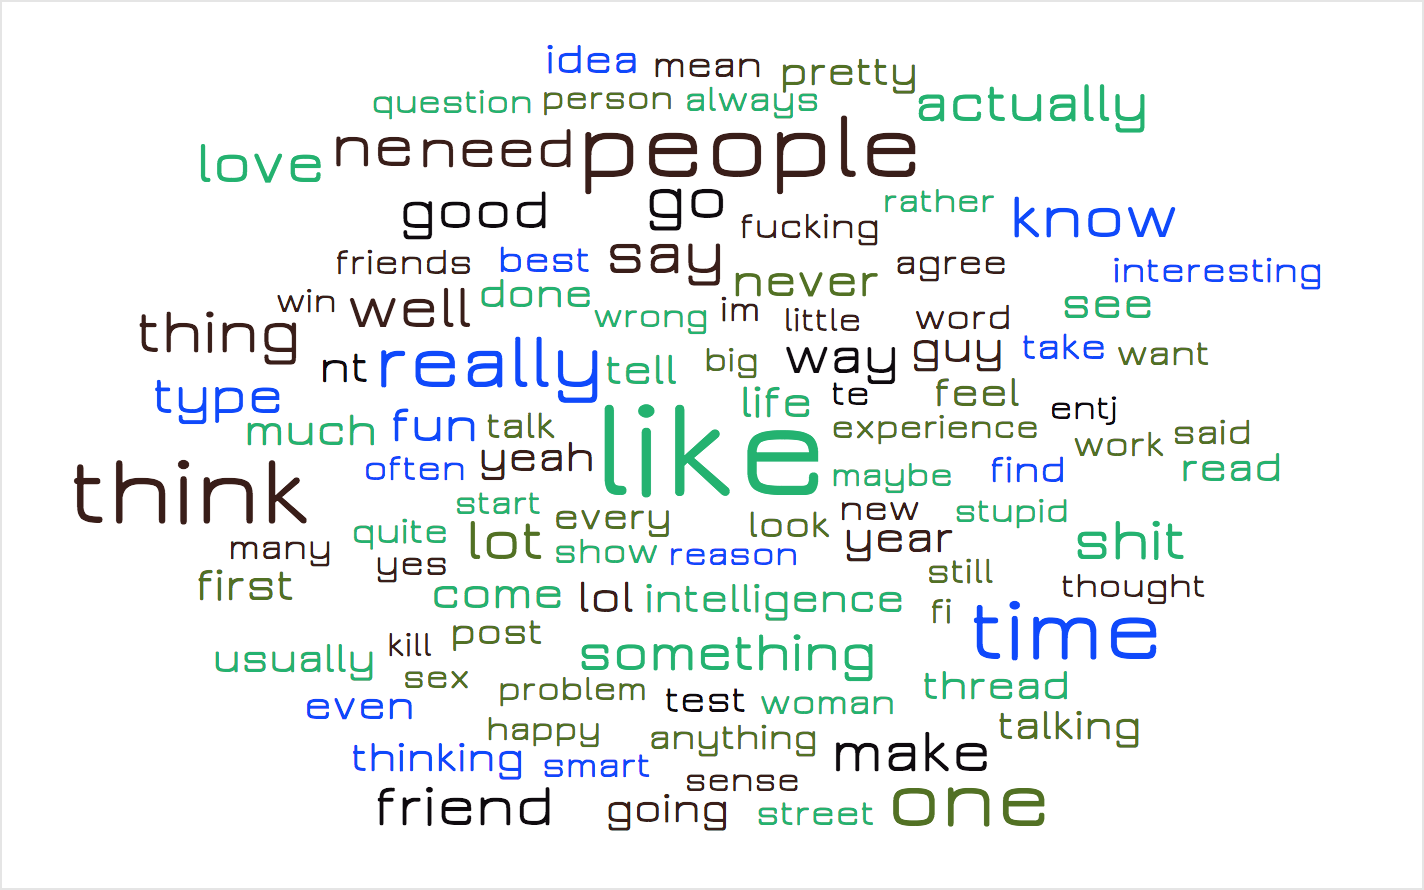 idea mean pretty
question person always actually
love ne need people
good go rather know
fucking
friends best say never agree interesting
win well done wrong im little word see
thing nt really tell big way guy take want
type life te feel entj
much fun talk experience work said
often yeah like maybe find read
think start every look new stupid
many quite yes lot show reason year shit
first come lol intelligence still thought
fi time
usually kill post something
sex problem test woman thread
even happy anything talking
thinking smart sense make
friend going street one